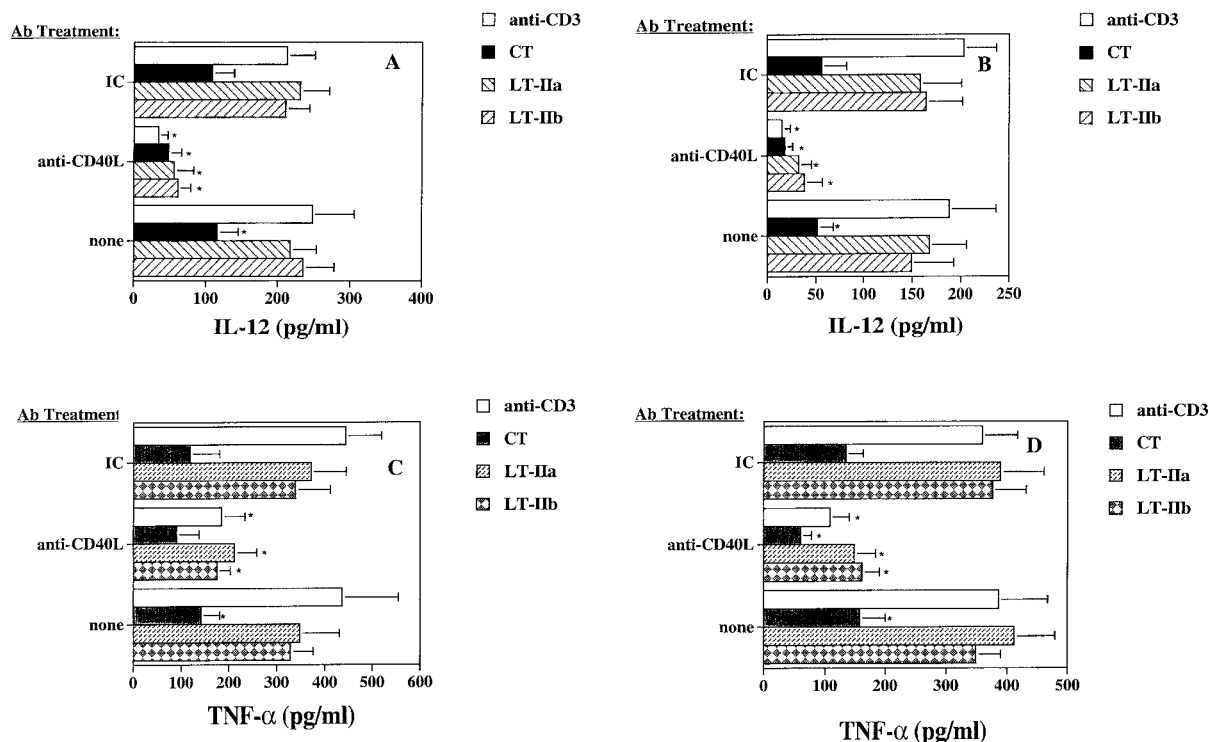 Ab Treatment:
A
anti-CD3
CT
LT-IIa
LT-IIb
IC
*
*
anti-CD40L
*
*
none
*
0 100 200 300 400
IL-12 (pg/ml)
Ab Treatment:
B
anti-CD3
CT
LT-IIa
LT-IIb
IC
*
*
anti-CD40L
*
*
none
*
0 50 100 150 200 250
IL-12 (pg/ml)
Ab Treatment
C
anti-CD3
CT
LT-IIa
LT-IIb
IC
*
anti-CD40L
*
*
none
*
0 100 200 300 400 500 600
TNF-α (pg/ml)
Ab Treatment:
D
anti-CD3
CT
LT-IIa
LT-IIb
IC
*
*
anti-CD40L
*
*
none
*
0 100 200 300 400 500
TNF-α (pg/ml)